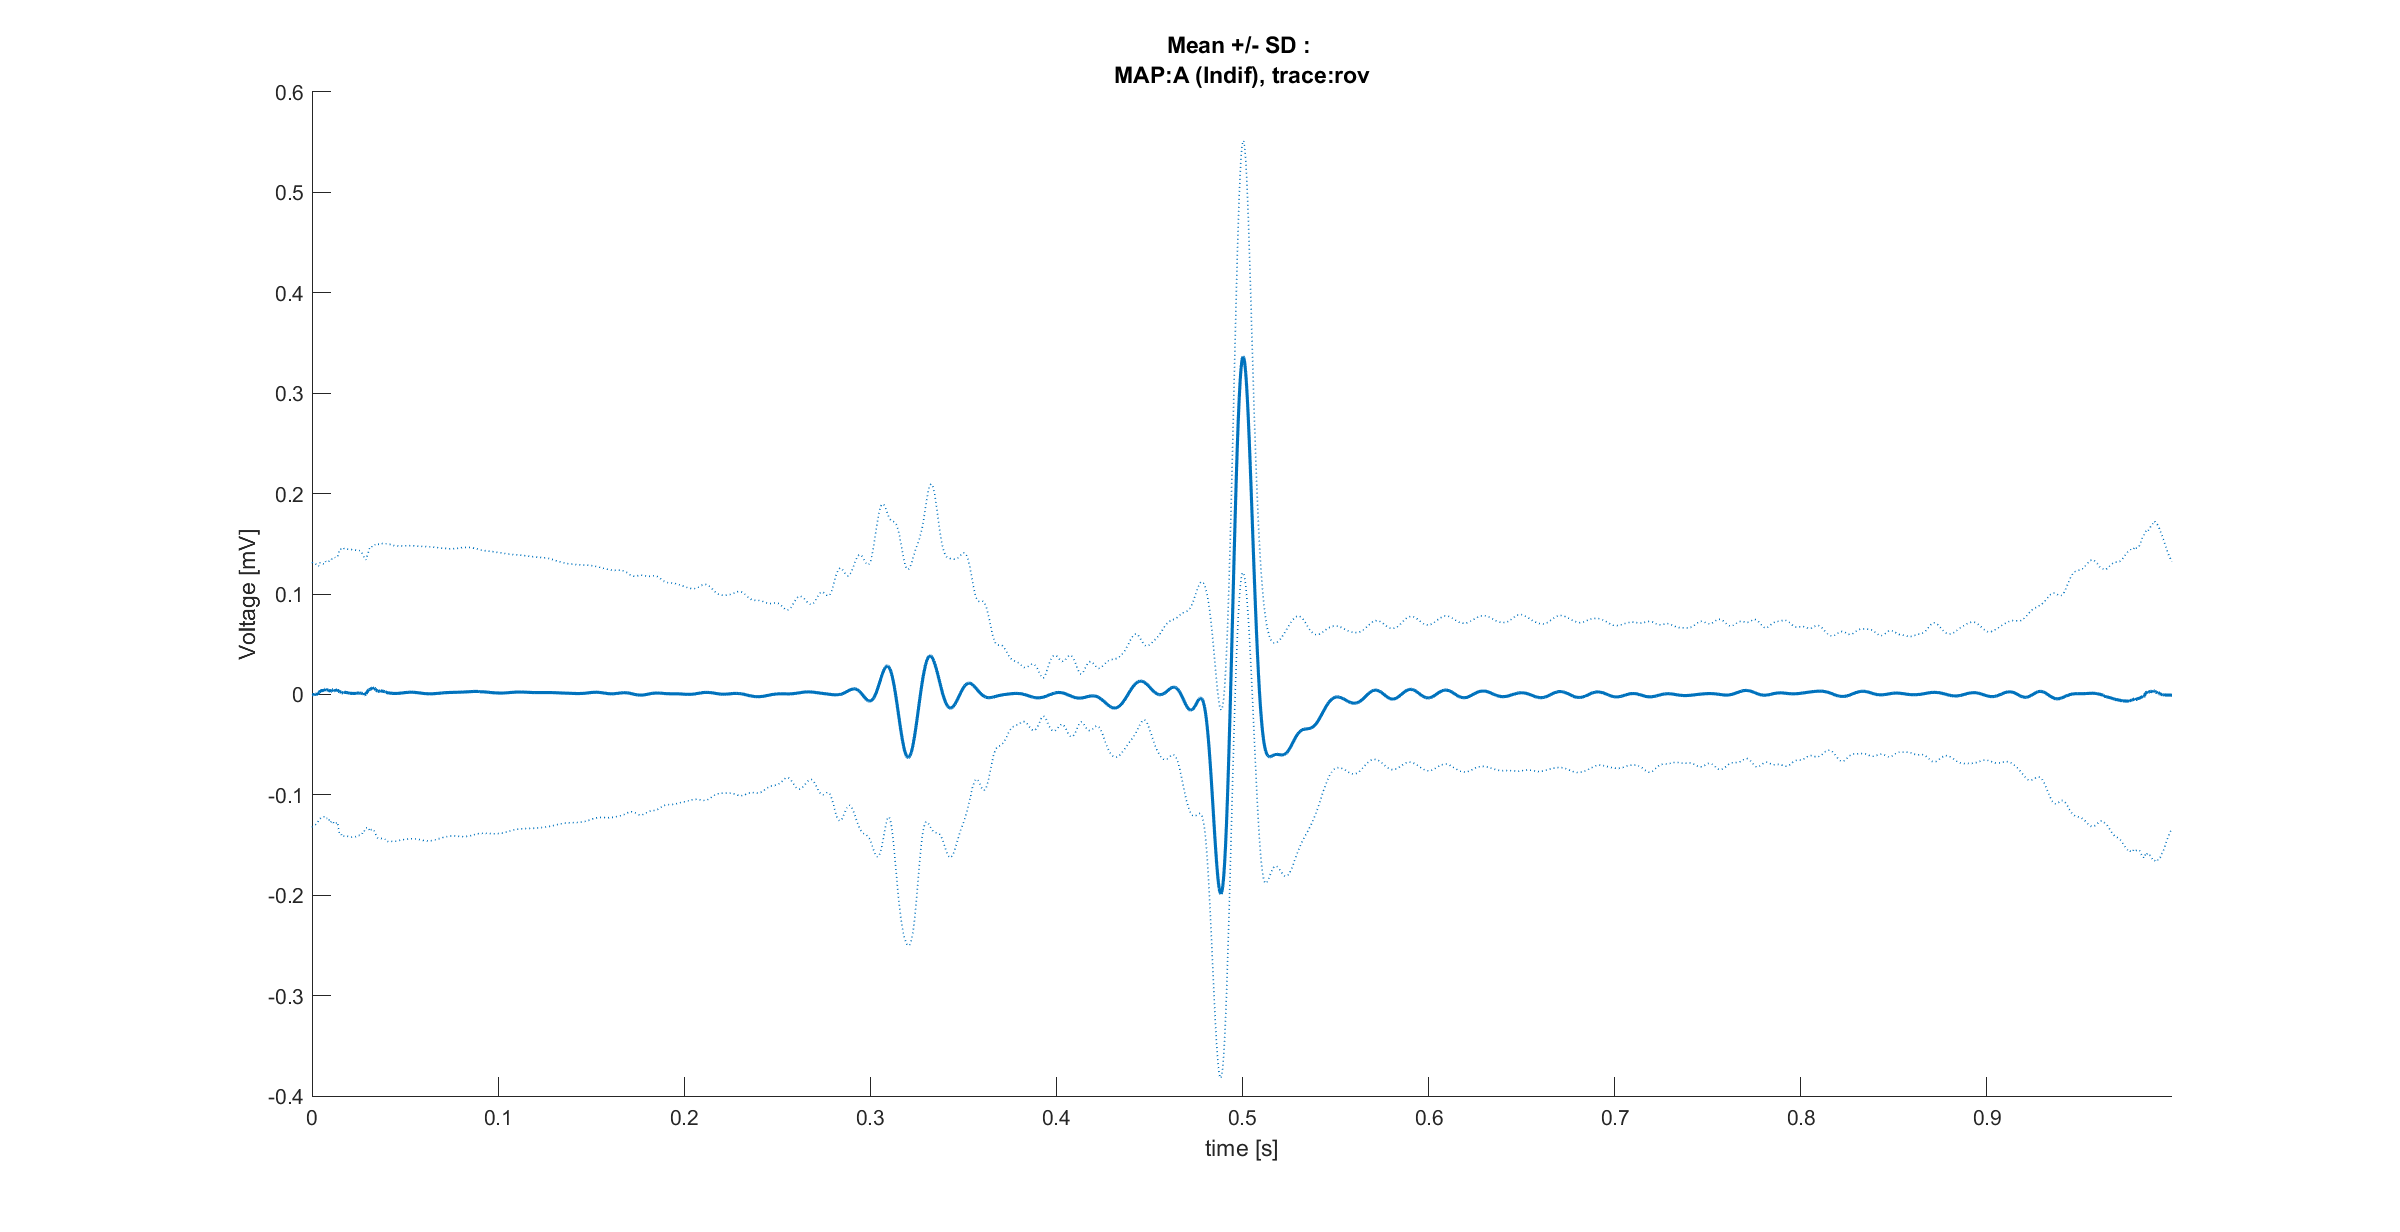 Mean +/- SD :
MAP:A (Indif), trace:rov
0.6
0.5
0.4
0.3
0.2
0.1
0
-0.1
-0.2
-0.3
-0.4
Voltage [mV]
0 0.1 0.2 0.3 0.4 0.5 0.6 0.7 0.8 0.9
time [s]